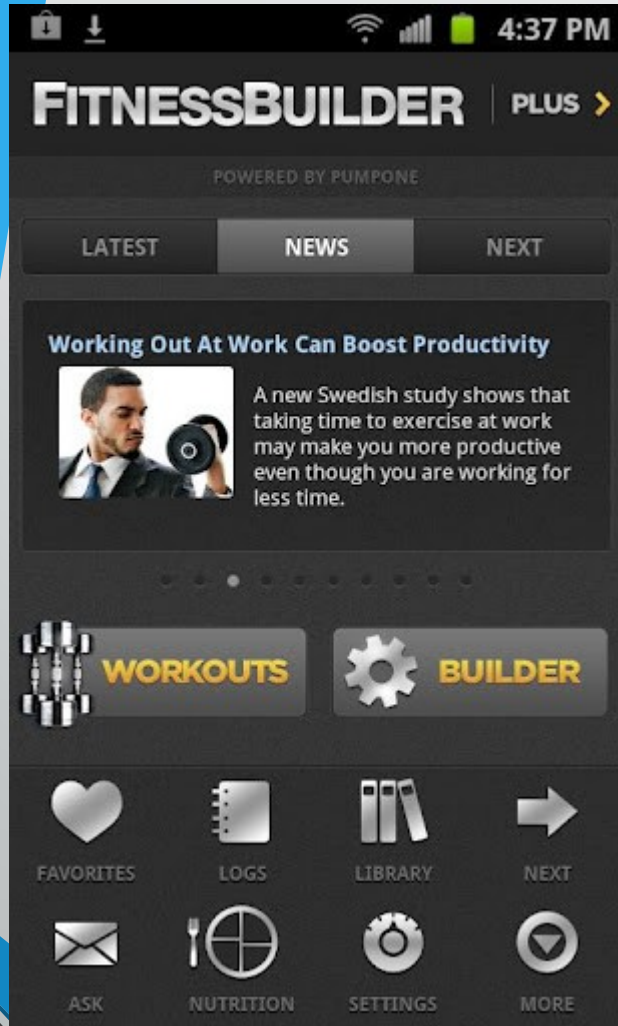 4:37 PM
FITNESSBUILDER PLUS >
POWERED BY PUMPONE
LATEST NEWS NEXT
Working Out At Work Can Boost Productivity
A new Swedish study shows that
taking time to exercise at work
may make you more productive
even though you are working for
less time.
WORKOUTS BUILDER
FAVORITES LOGS LIBRARY NEXT
ASK NUTRITION SETTINGS MORE